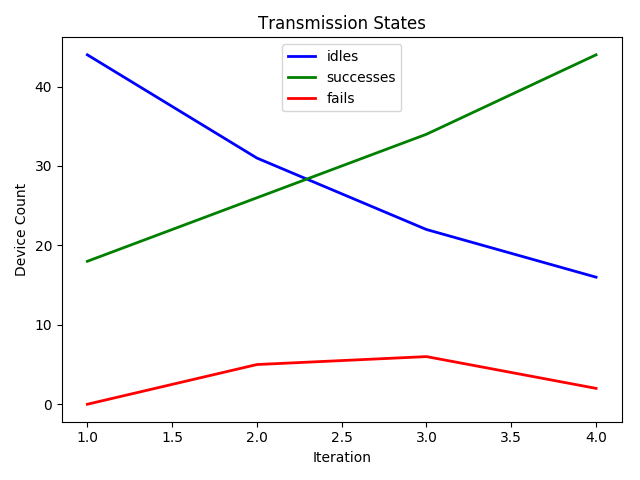 Transmission States
idles
successes
fails
Device Count
40
30
20
10
0
1.0 1.5 2.0 2.5 3.0 3.5 4.0
Iteration